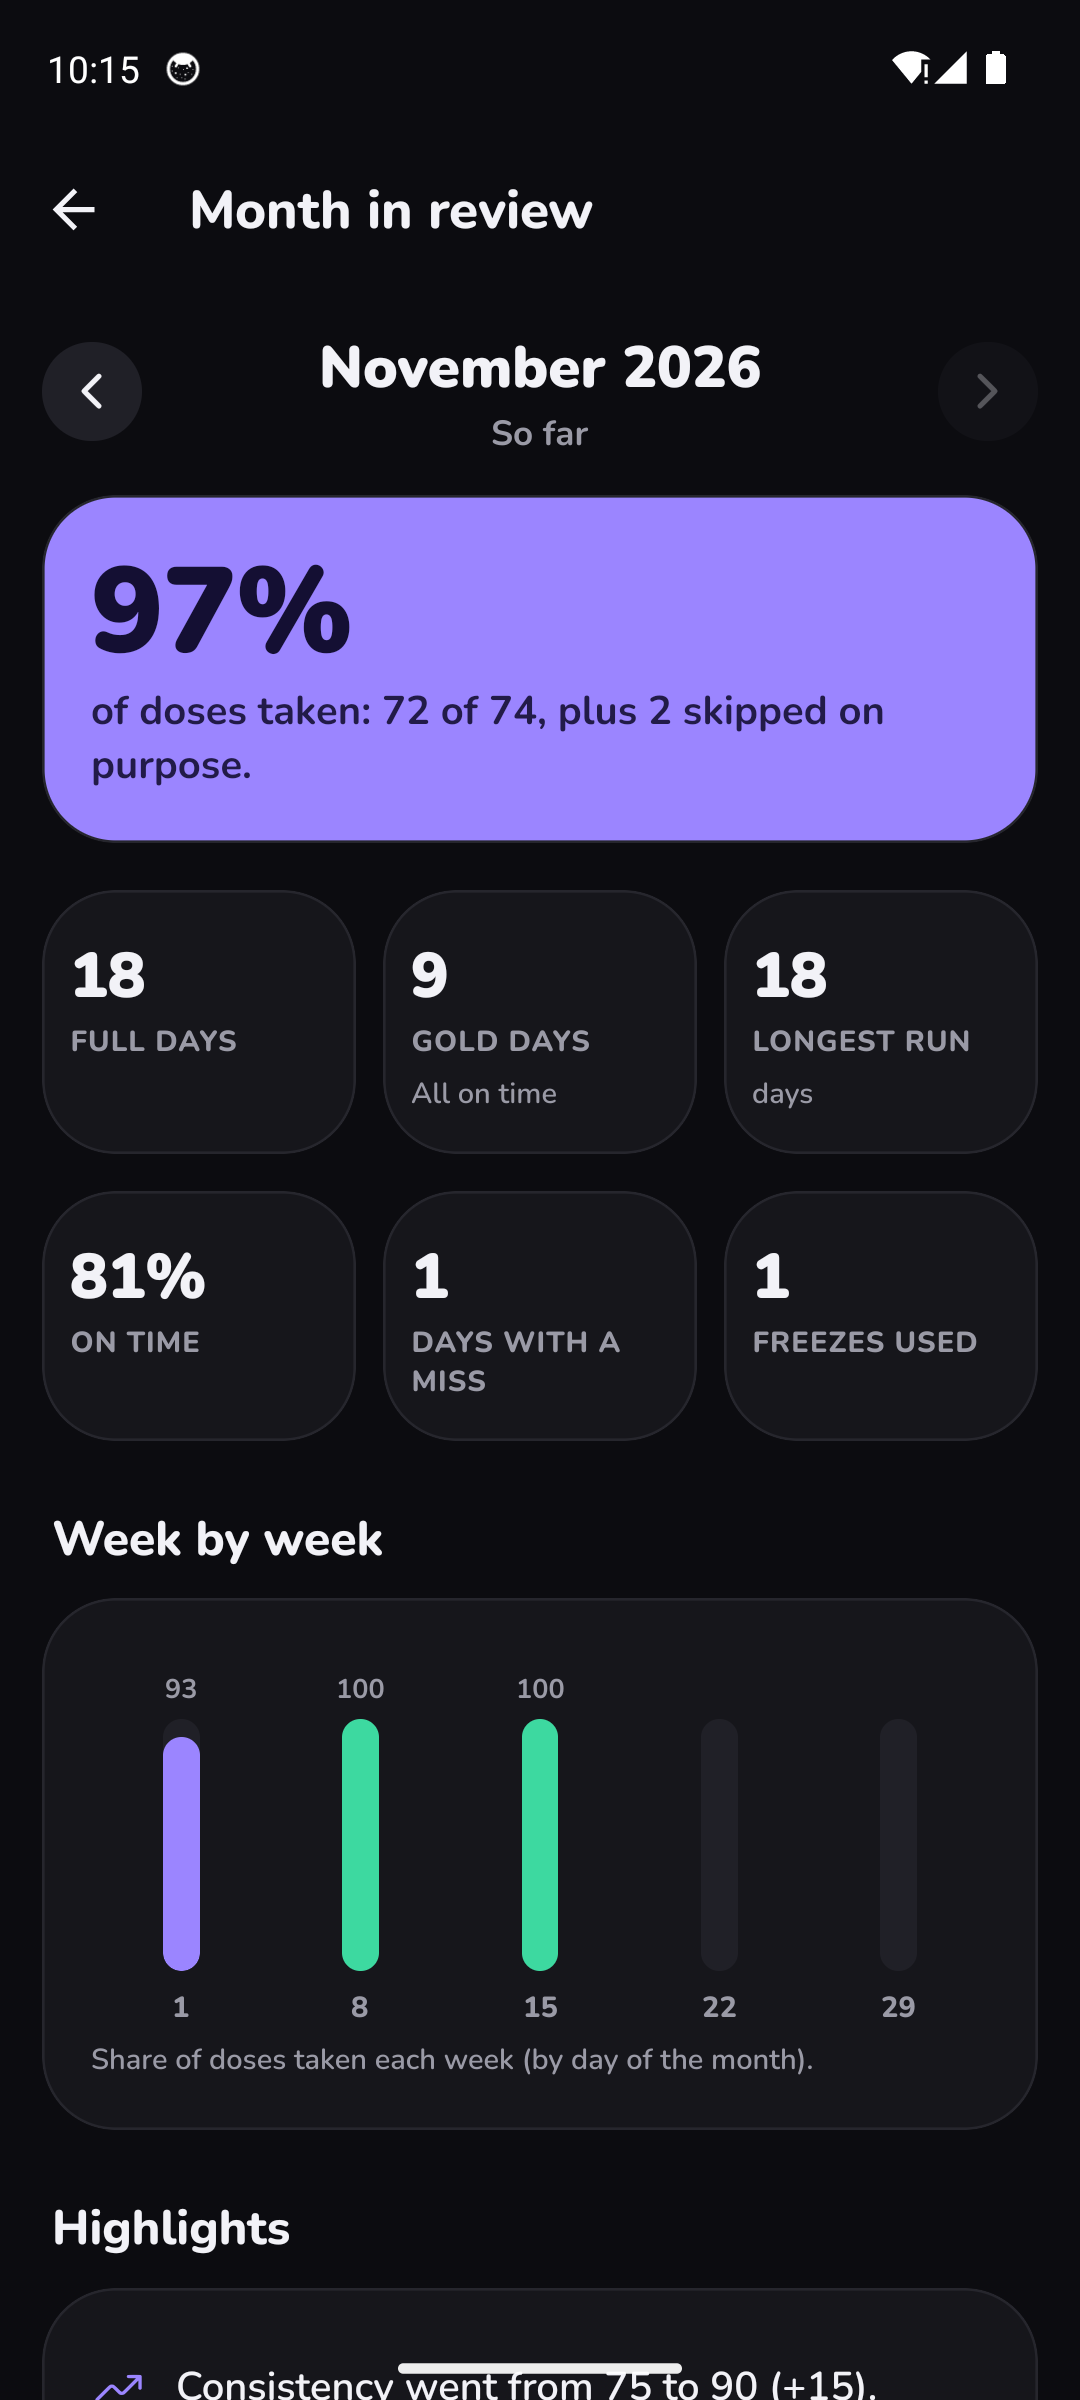 10:15
Month in review
November 2026
So far
97%
of doses taken: 72 of 74, plus 2 skipped on
purpose.
18
FULL DAYS
9
GOLD DAYS
All on time
18
LONGEST RUN
days
81%
ON TIME
1
DAYS WITH A
MISS
1
FREEZES USED
Week by week
93 100 100
1 8 15 22 29
Share of doses taken each week (by day of the month).
Highlights
Consistency went from 75 to 90 (+15).